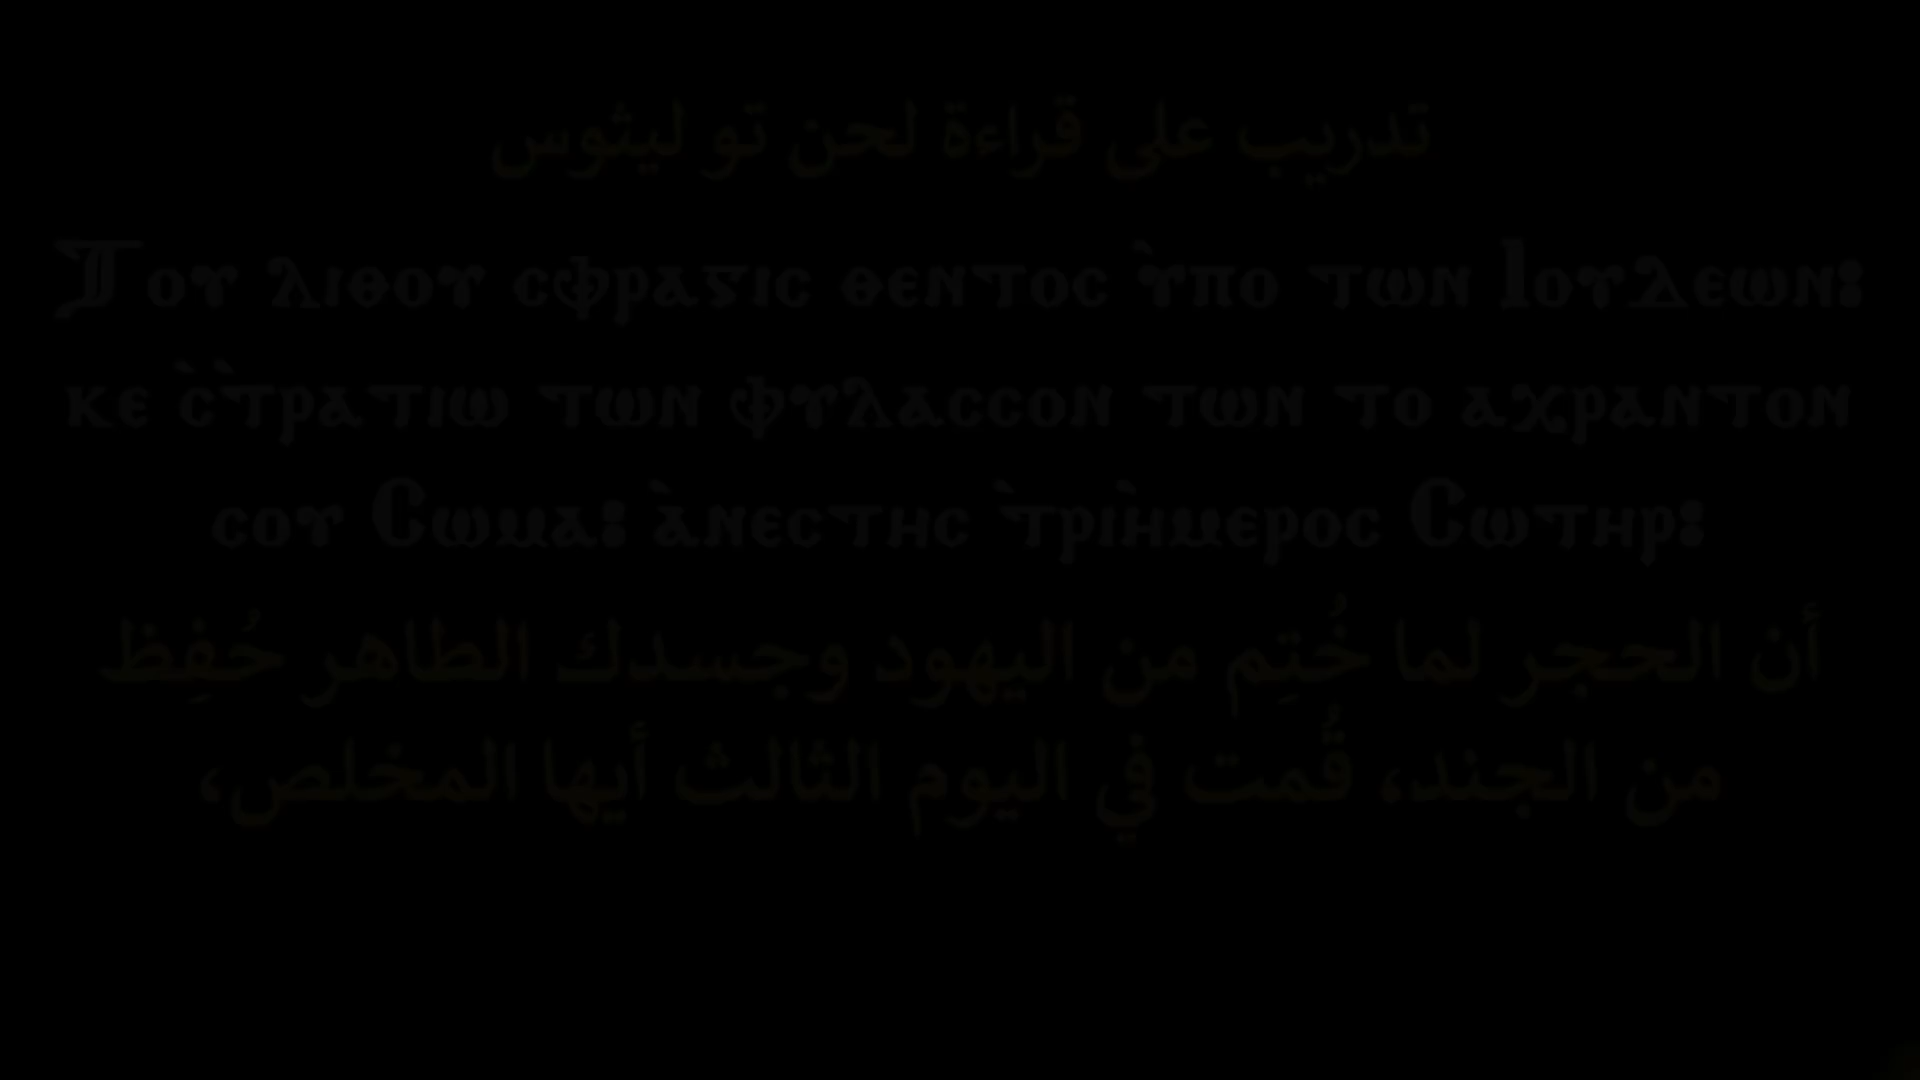 تدريب على قراءة لحن تو ليثوس
Ⲧⲟⲩ ⲗⲓⲑⲟⲩ ⲥⲫⲣⲁⲋⲓⲥ ⲑⲉⲛⲧⲟⲥ ⲩ̀ⲡⲟ ⲧⲱⲛ Ⲓⲟⲩⲇⲉⲱⲛ:
ⲕⲉ ⲥ̀ⲧ̀ⲣⲁⲧⲓⲱ ⲧⲱⲛ ⲫⲩⲗⲁⲥⲥⲟⲛ ⲧⲱⲛ ⲧⲟ ⲁⲭⲣⲁⲛⲧⲟⲛ
ⲥⲟⲩ Ⲥⲱⲙⲁ: ⲁ̀ⲛⲉⲥⲧⲏⲥ ⲧ̀ⲣⲓⲏ̀ⲙⲉⲣⲟⲥ Ⲥⲱⲧⲏⲣ:
أن الحجر لما خُتِم من اليهود وجسدك الطاهر حُفِظ
من الجند، قُمت في اليوم الثالث أيها المخلص،